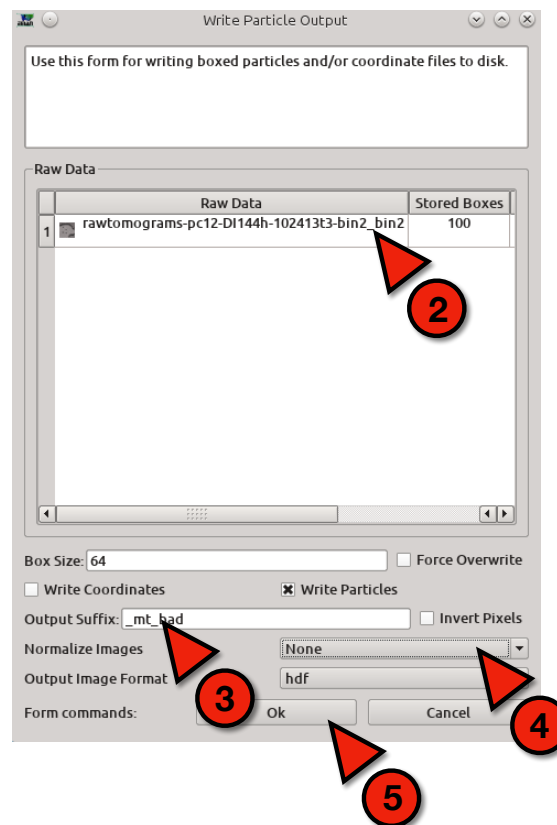 Write Particle Output
Use this form for writing boxed particles and/or coordinate files to disk.
Raw Data
Raw Data Stored Boxes
1 rawtomograms-pc12-DI144h-102413t3-bin2_bin2 100
2
Box Size: 64 Force Overwrite
Write Coordinates Write Particles
Output Suffix: _mt_bad Invert Pixels
Normalize Images None
Output Image Format hdf
3
Form commands: Ok Cancel
4
5